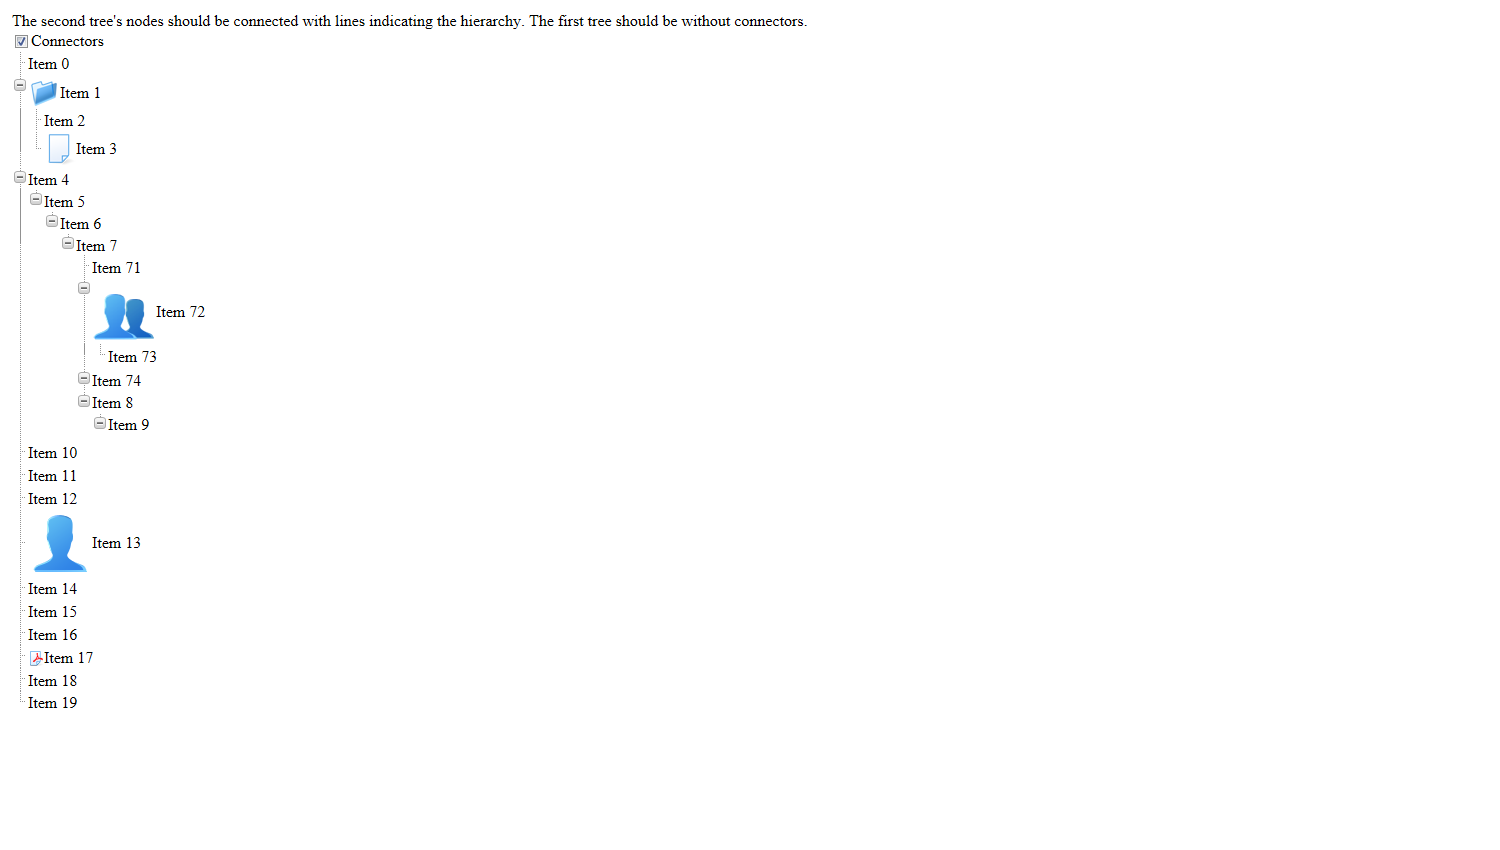 The second tree's nodes should be connected with lines indicating the hierarchy. The first tree should be without connectors.
Connectors
Item 0
Item 1
Item 2
Item 3
Item 4
Item 5
Item 6
Item 7
Item 71
Item 72
Item 73
Item 74
Item 8
Item 9
Item 10
Item 11
Item 12
Item 13
Item 14
Item 15
Item 16
Item 17
Item 18
Item 19